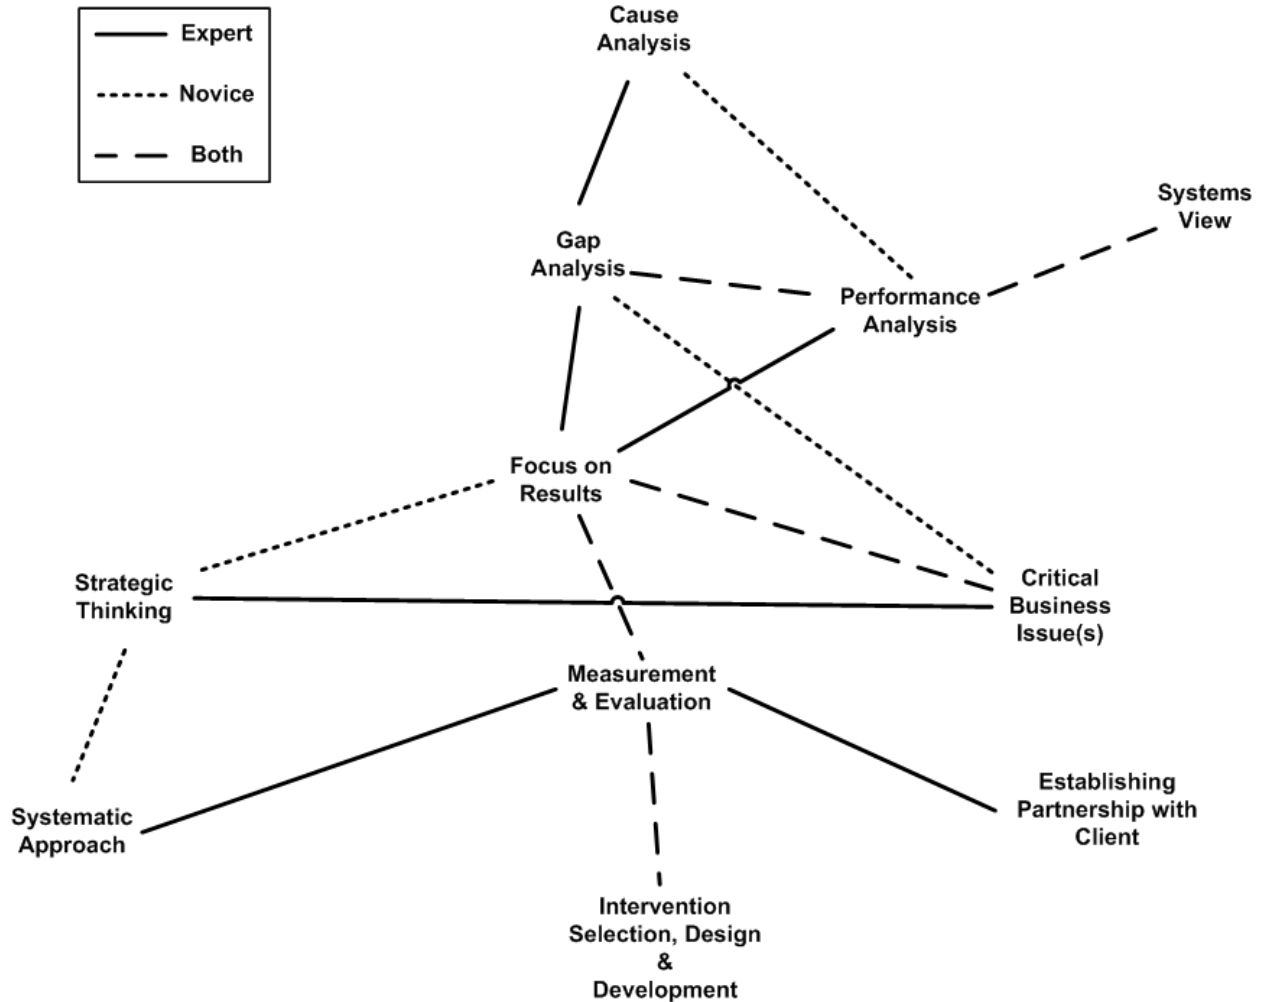 Expert
Novice
Both
Cause
Analysis
Systems
View
Gap
Analysis
Performance
Analysis
Focus on
Results
Strategic
Thinking
Critical
Business
Issue(s)
Measurement
& Evaluation
Systematic
Approach
Establishing
Partnership with
Client
Intervention
Selection, Design
&
Development